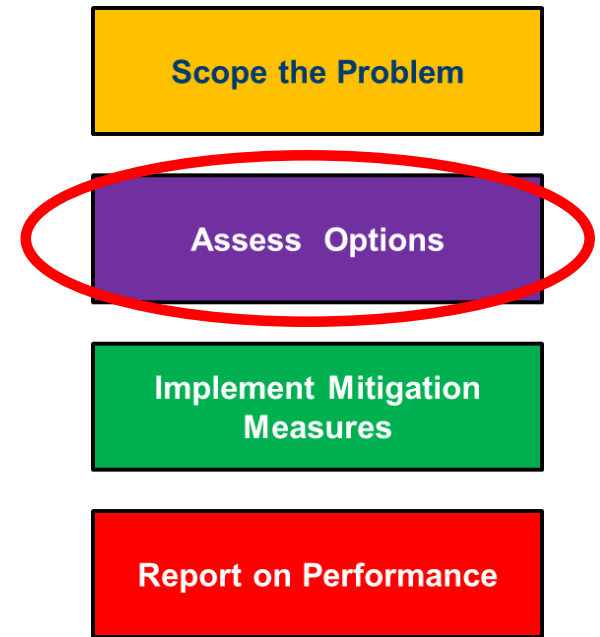 Scope the Problem
Assess Options
Implement Mitigation
Measures
Report on Performance